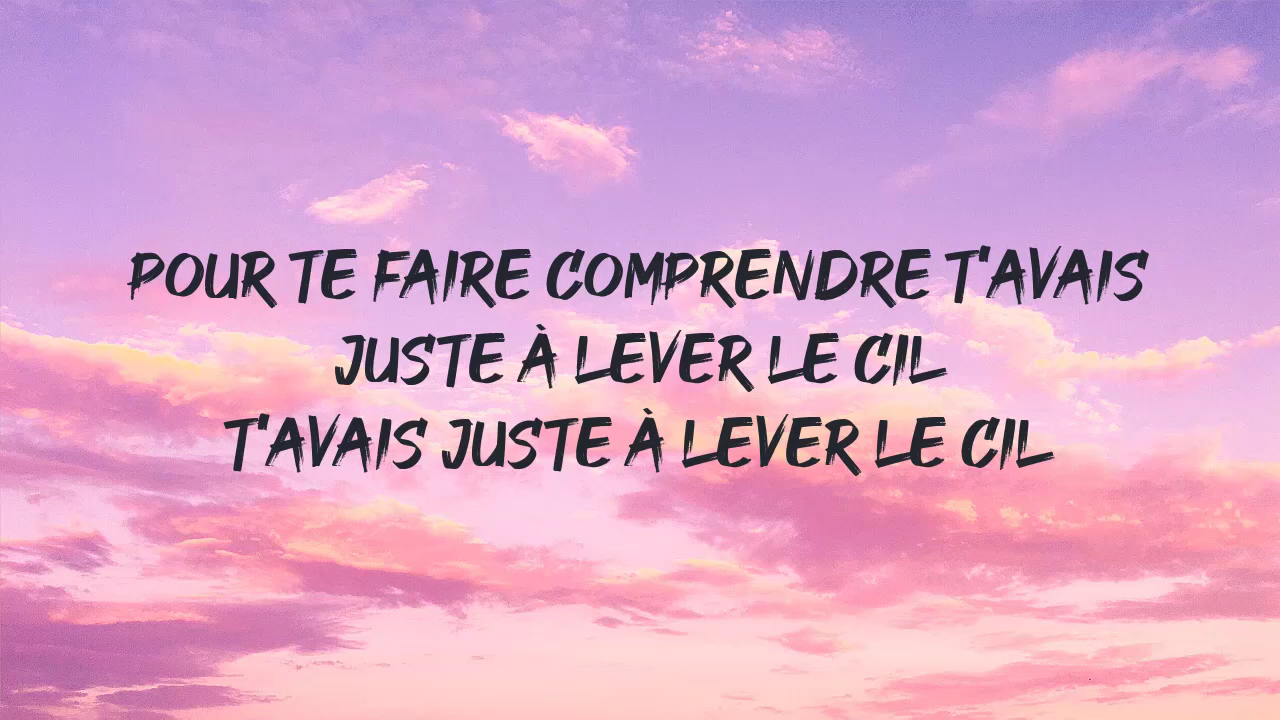 POUR TE FAIRE COMPRENDRE T'AVAIS
JUSTE À LEVER LE CIL
T'AVAIS JUSTE À LEVER LE CIL